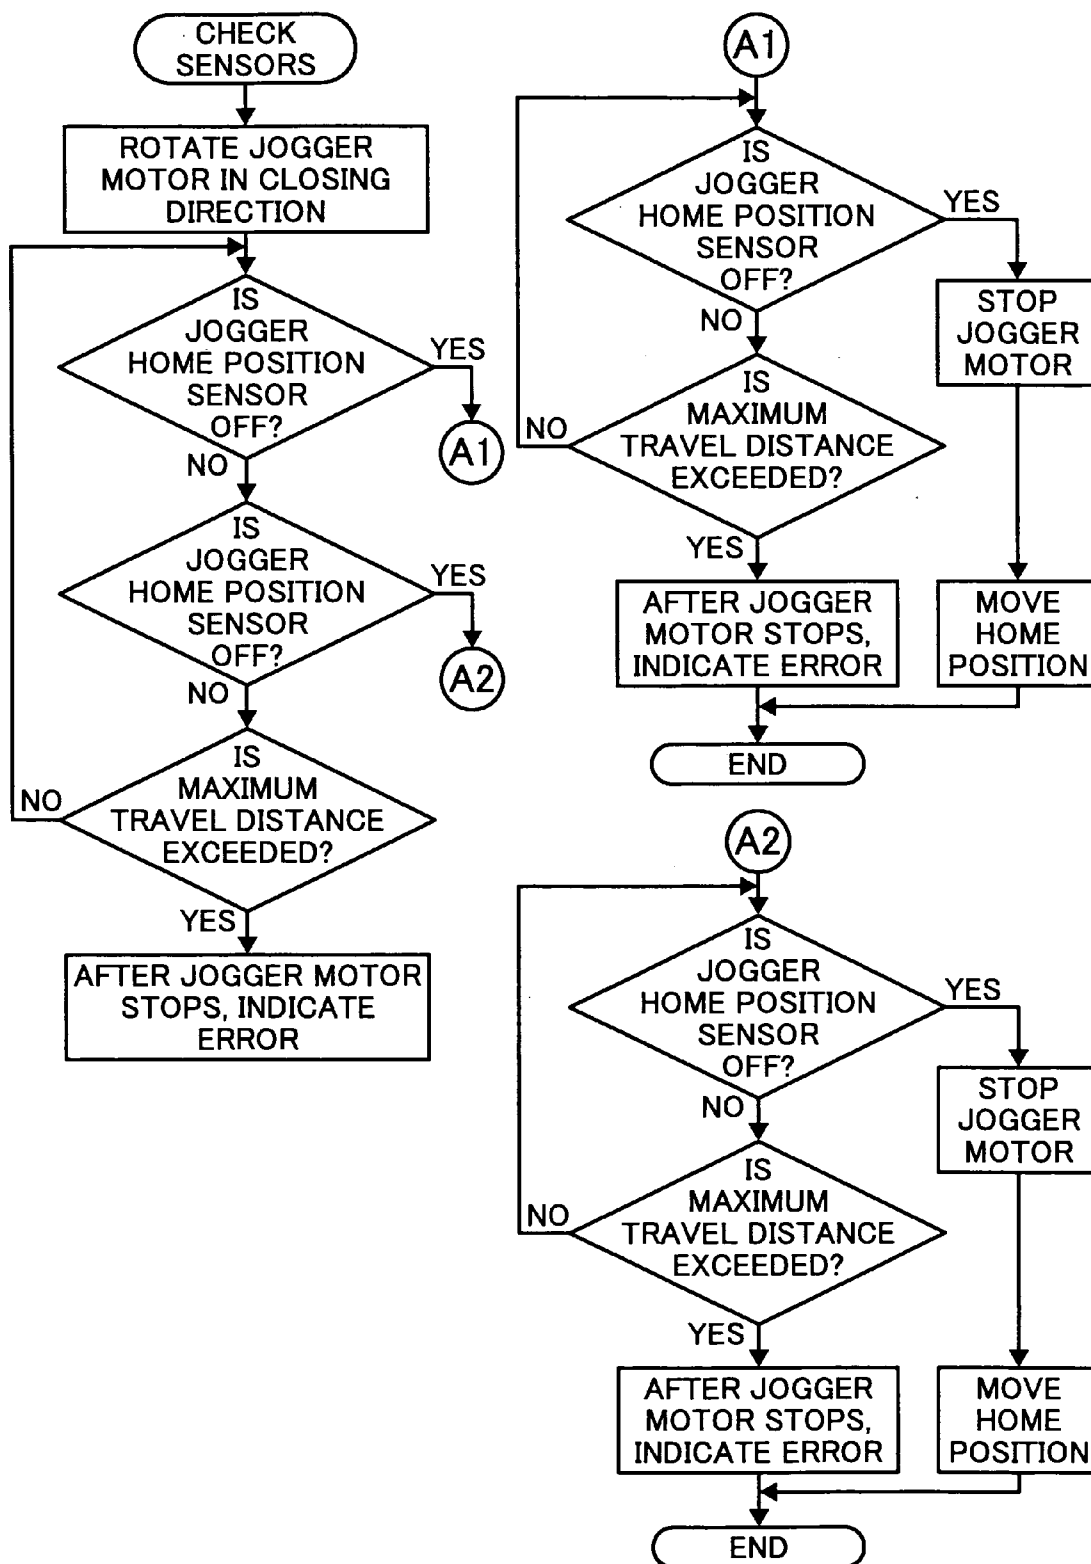 CHECK
SENSORS
ROTATE JOGGER
MOTOR IN CLOSING
DIRECTION
IS
JOGGER
HOME POSITION
SENSOR
OFF?
YES
A1
NO
IS
JOGGER
HOME POSITION
SENSOR
OFF?
YES
A2
NO
IS
MAXIMUM
TRAVEL DISTANCE
EXCEEDED?
NO
YES
AFTER JOGGER MOTOR
STOPS, INDICATE
ERROR
A1
IS
JOGGER
HOME POSITION
SENSOR
OFF?
YES
STOP
JOGGER
MOTOR
NO
IS
MAXIMUM
TRAVEL DISTANCE
EXCEEDED?
NO
YES
AFTER JOGGER
MOTOR STOPS,
INDICATE ERROR
MOVE
HOME
POSITION
END
A2
IS
JOGGER
HOME POSITION
SENSOR
OFF?
YES
STOP
JOGGER
MOTOR
NO
IS
MAXIMUM
TRAVEL DISTANCE
EXCEEDED?
NO
YES
AFTER JOGGER
MOTOR STOPS,
INDICATE ERROR
MOVE
HOME
POSITION
END